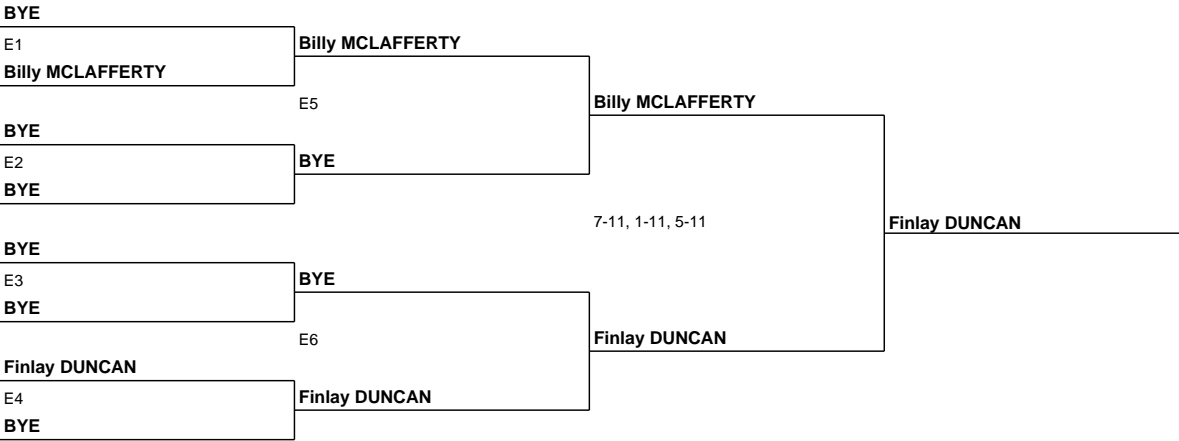 BYE
E1
Billy MCLAFFERTY
Billy MCLAFFERTY
E5
Billy MCLAFFERTY
BYE
E2
BYE
BYE
7-11, 1-11, 5-11
Finlay DUNCAN
BYE
E3
BYE
BYE
E6
Finlay DUNCAN
Finlay DUNCAN
E4
Finlay DUNCAN
BYE